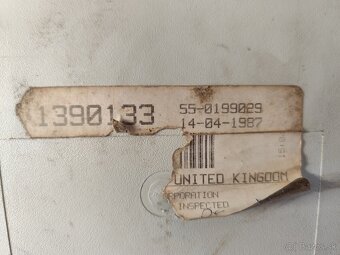 1390133 55-0199029
14-04-1987
UNITED KINGDOM
RPORATION
INSPECTED